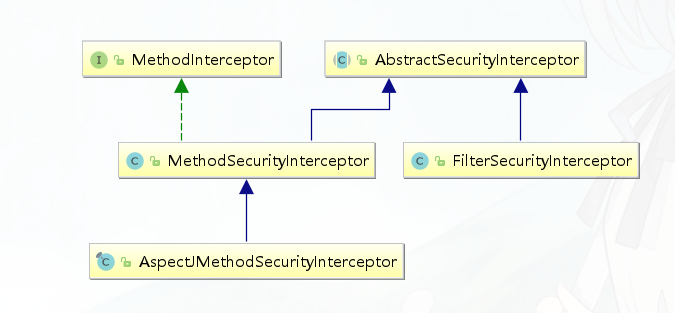 I MethodInterceptor
C AbstractSecurityInterceptor
C MethodSecurityInterceptor
C FilterSecurityInterceptor
C AspectJMethodSecurityInterceptor